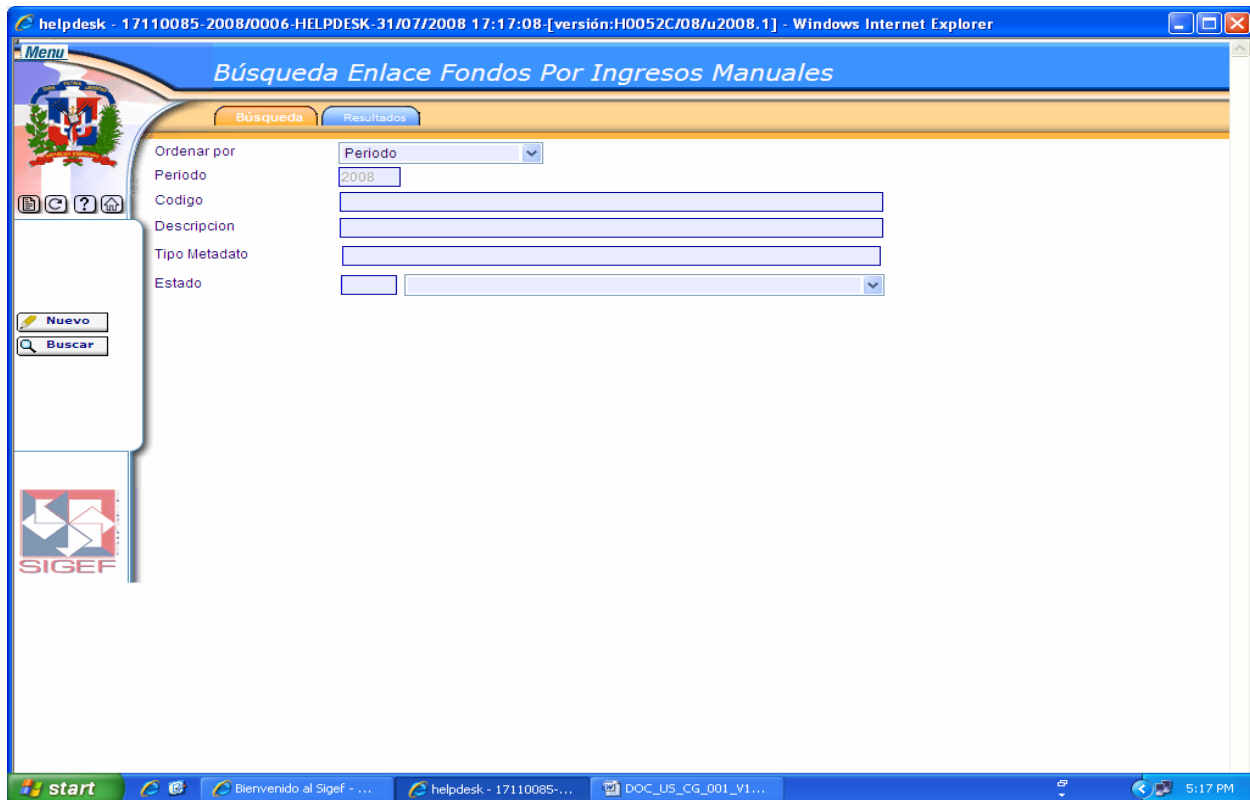 helpdesk - 17110085-2008/0006-HELPDESK-31/07/2008 17:17:08-[versión:H0052C/08/u2008.1] - Windows Internet Explorer
Menu
Búsqueda Enlace Fondos Por Ingresos Manuales
Búsqueda Resultados
Ordenar por Periodo
Periodo 2008
Codigo
Descripcion
Tipo Metadato
Estado
Nuevo
Buscar
SIGEF
start Bienvenido al Sigef - ... helpdesk - 17110085-... DOC_US_CG_001_V1... 5:17 PM